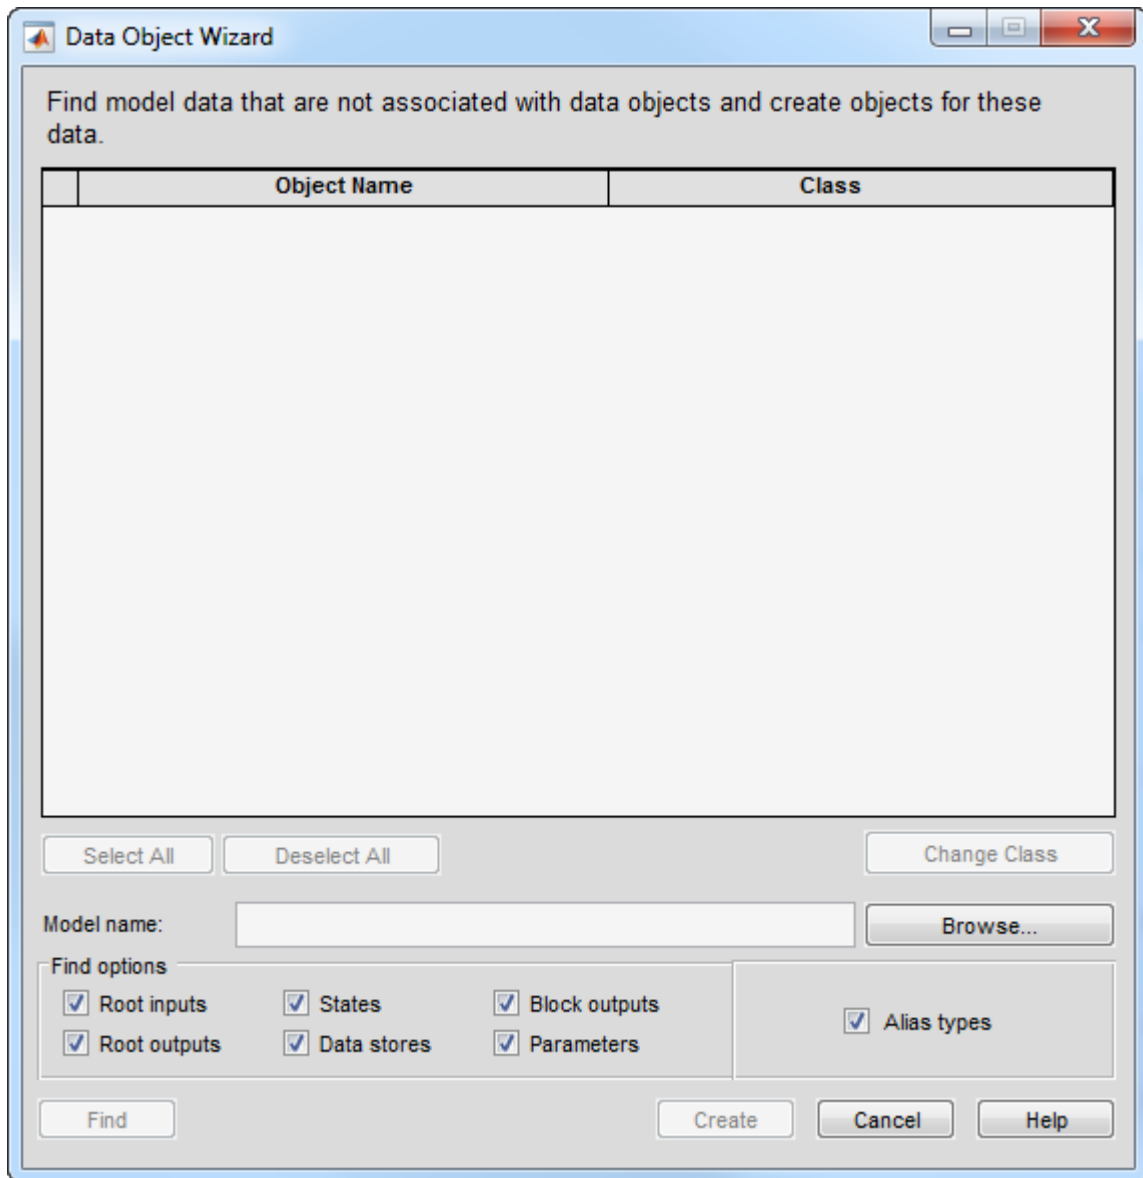 Data Object Wizard
Find model data that are not associated with data objects and create objects for these
data.
Object Name Class
Select All Deselect All Change Class
Model name: Browse...
Find options
Root inputs States Block outputs
Alias types
Root outputs Data stores Parameters
Find Create Cancel Help